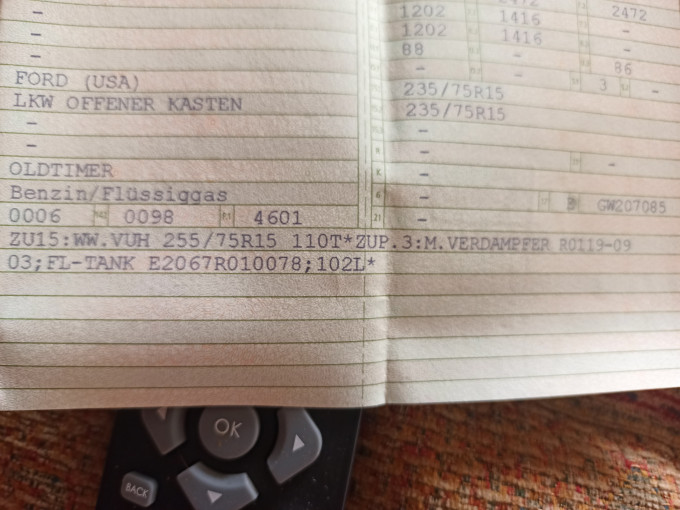 -
-
-
FORD (USA)
LKW OFFENER KASTEN
-
-
OLDTIMER
Benzin/Flüssiggas
0006 0098 4601
2472 2472
1202 1416 -
1202 1416 -
88 - 86
- - 3 -
235/75R15
235/75R15
-
- -
-
- GW207085
-
ZU15:WW.VUH 255/75R15 110T*ZUP.3:M.VERDAMPFER R0119-09
03;FL-TANK E2067R010078;102L*
OK
BACK